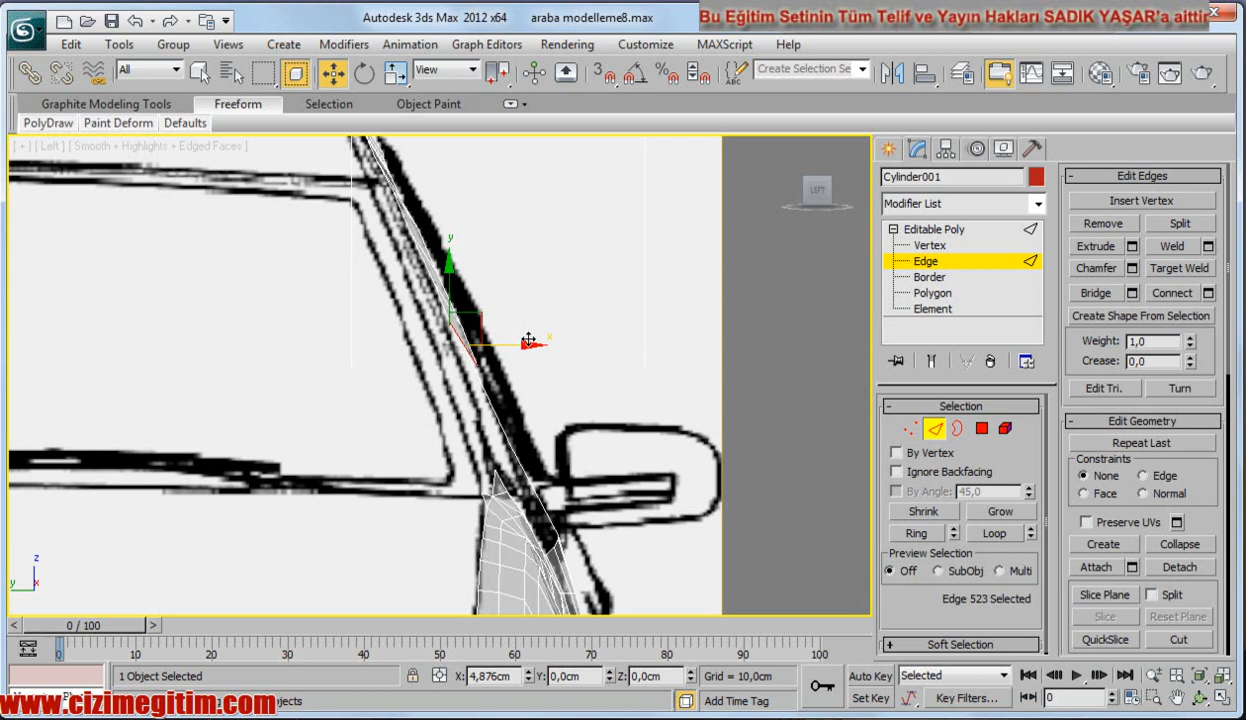 Autodesk 3ds Max 2012 x64
araba modelleme8.max
Bu Eğitim Setinin Tüm Telif ve Yayın Hakları SADIK YAŞAR'a aittir
Edit
Tools
Group
Views
Create
Modifiers
Animation
Graph Editors
Rendering
Customize
MAXScript
Help
All
View
3
ABC
Create Selection Se
Graphite Modeling Tools
Freeform
Selection
Object Paint
PolyDraw
Paint Deform
Defaults
[ + ] [ Left ] [ Smooth + Highlights + Edged Faces ]
LEFT
y
x
z
y
x
Cylinder001
Modifier List
Editable Poly
Vertex
Edge
Border
Polygon
Element
Selection
By Vertex
Ignore Backfacing
By Angle: 45,0
Shrink
Grow
Ring
Loop
Preview Selection
Off
SubObj
Multi
Edge 523 Selected
Soft Selection
Edit Edges
Insert Vertex
Remove
Split
Extrude
Weld
Chamfer
Target Weld
Bridge
Connect
Create Shape From Selection
Weight: 1,0
Crease: 0,0
Edit Tri.
Turn
Edit Geometry
Repeat Last
Constraints
None
Edge
Face
Normal
Preserve UVs
Create
Collapse
Attach
Detach
Slice Plane
Split
Slice
Reset Plane
QuickSlice
Cut
0 / 100
0 10 20 30 40 50 60 70 80 90 100
1 Object Selected
X: 4,876cm
Y: 0,0cm
Z: 0,0cm
Grid = 10,0cm
Auto Key
Selected
Add Time Tag
Set Key
Key Filters...
0
www.cizimegitim.com